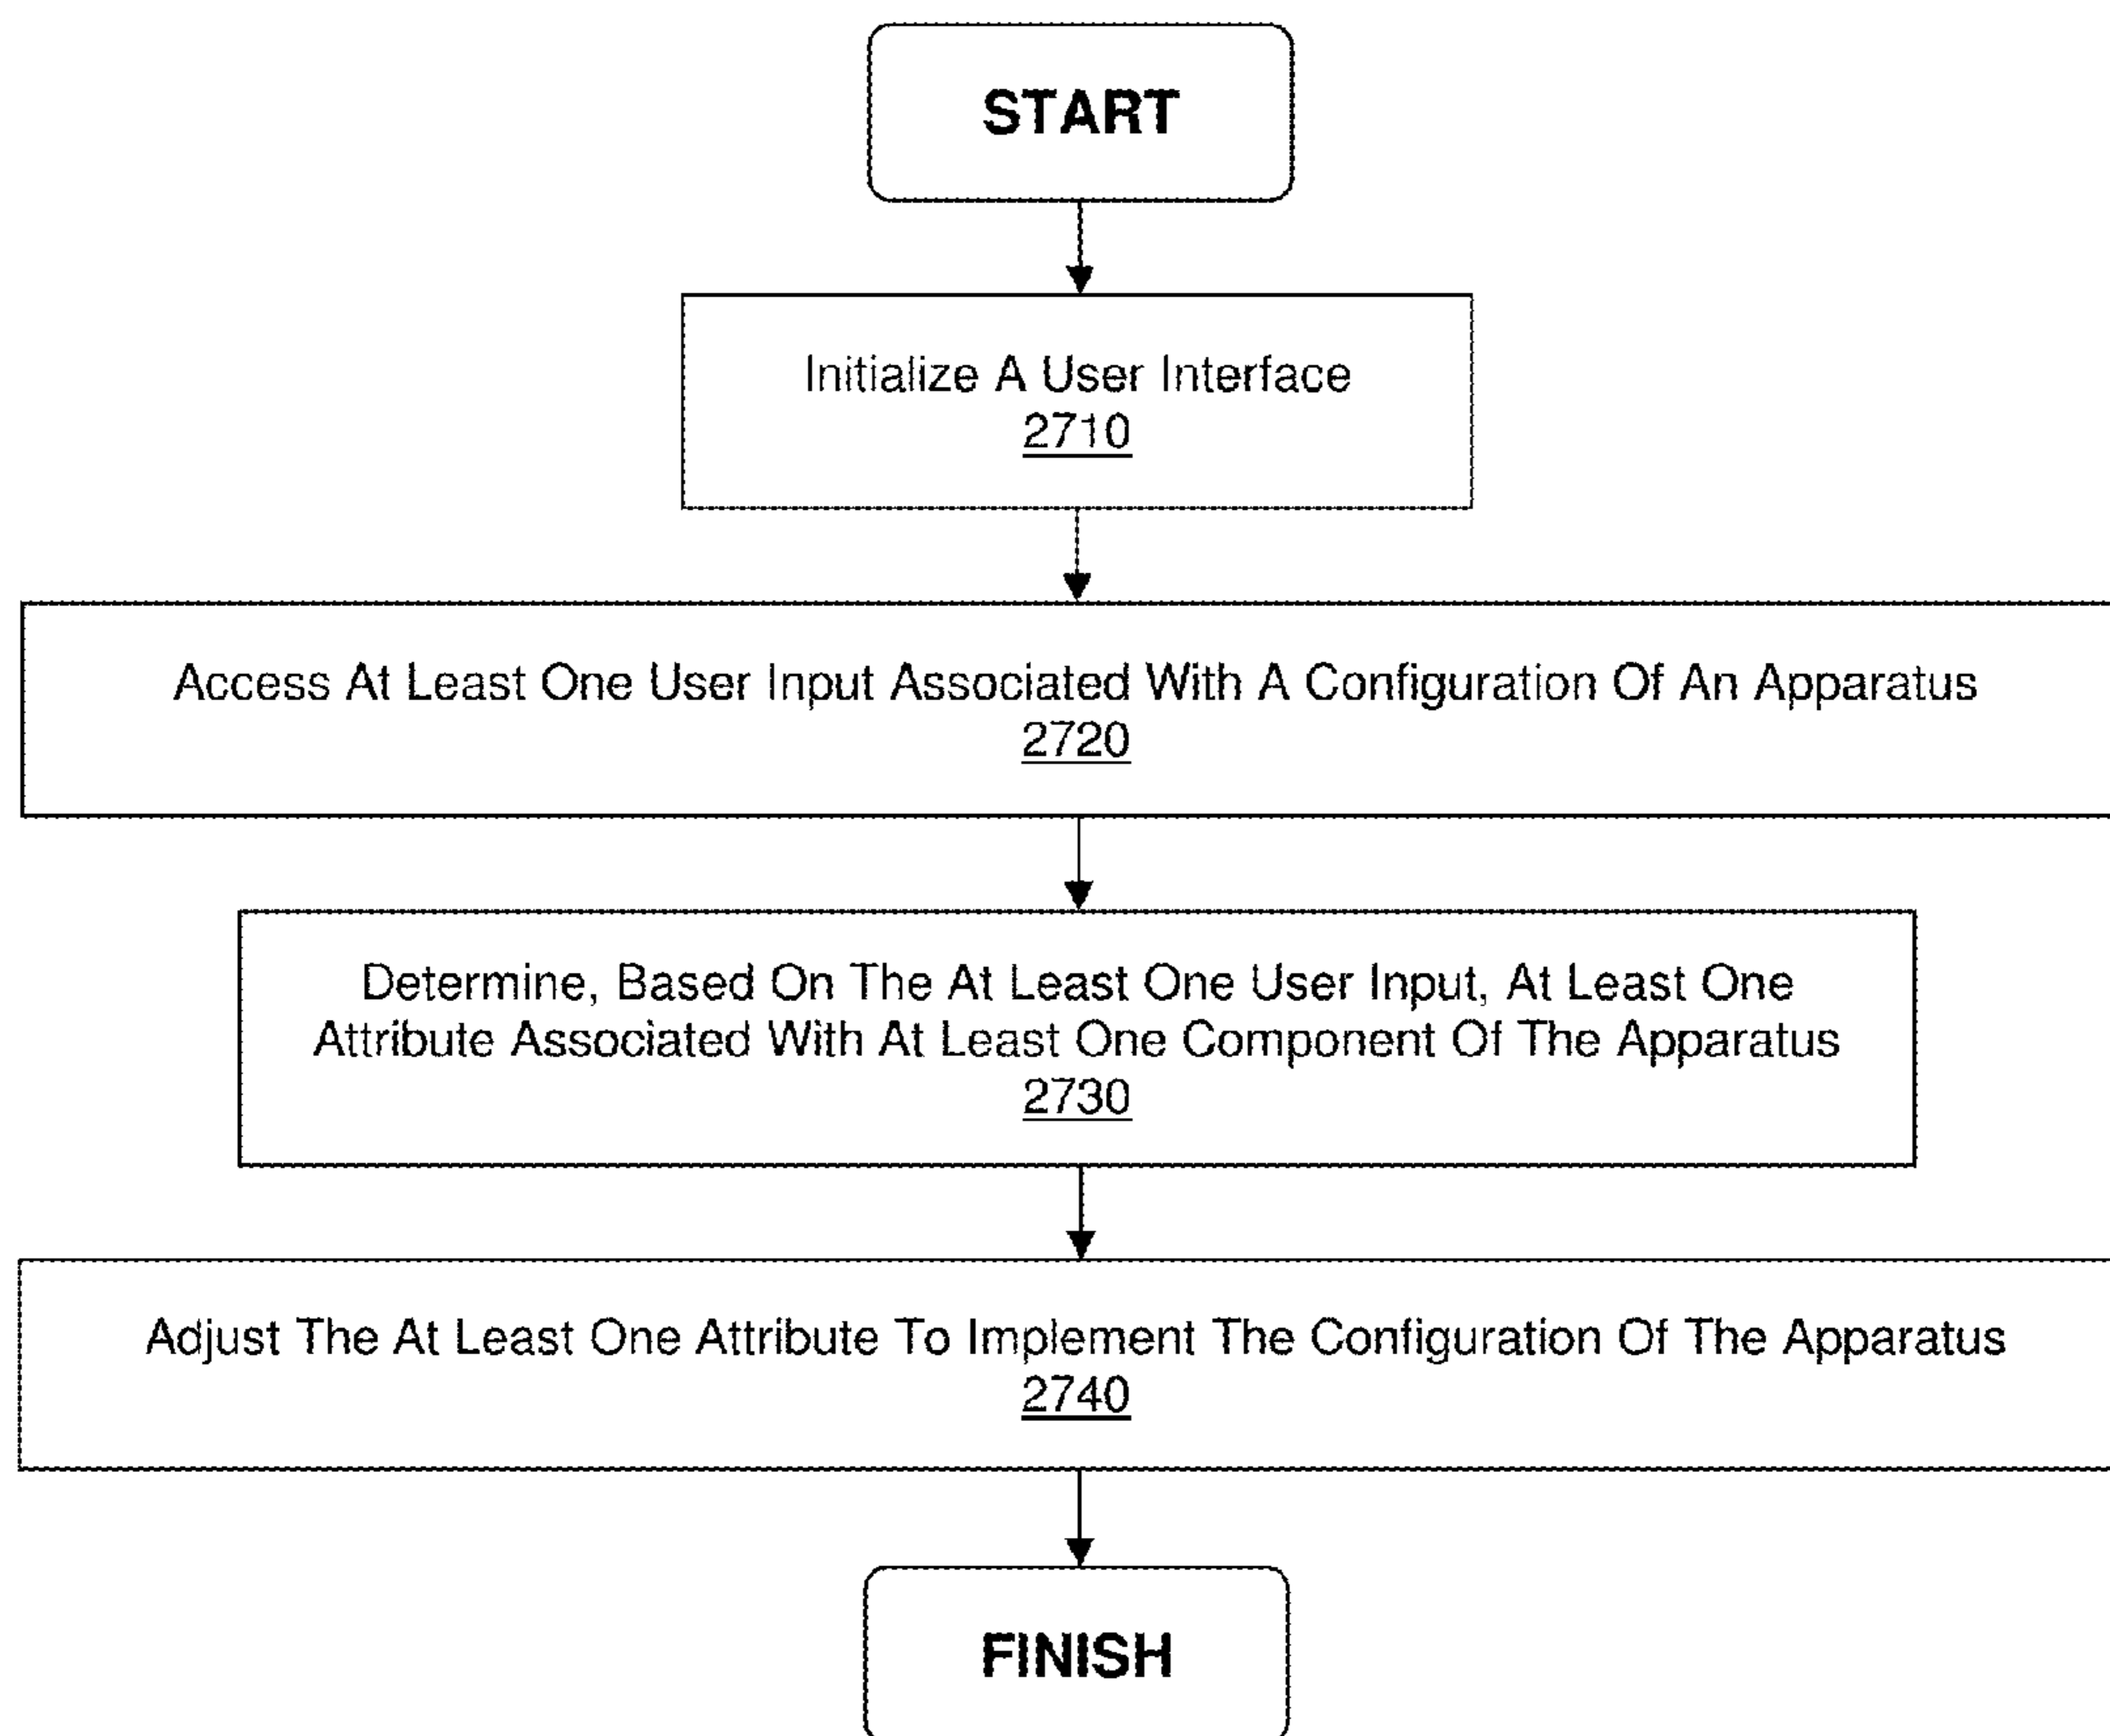 START
Initialize A User Interface
2710
Access At Least One User Input Associated With A Configuration Of An Apparatus
2720
Determine, Based On The At Least One User Input, At Least One
Attribute Associated With At Least One Component Of The Apparatus
2730
Adjust The At Least One Attribute To Implement The Configuration Of The Apparatus
2740
FINISH